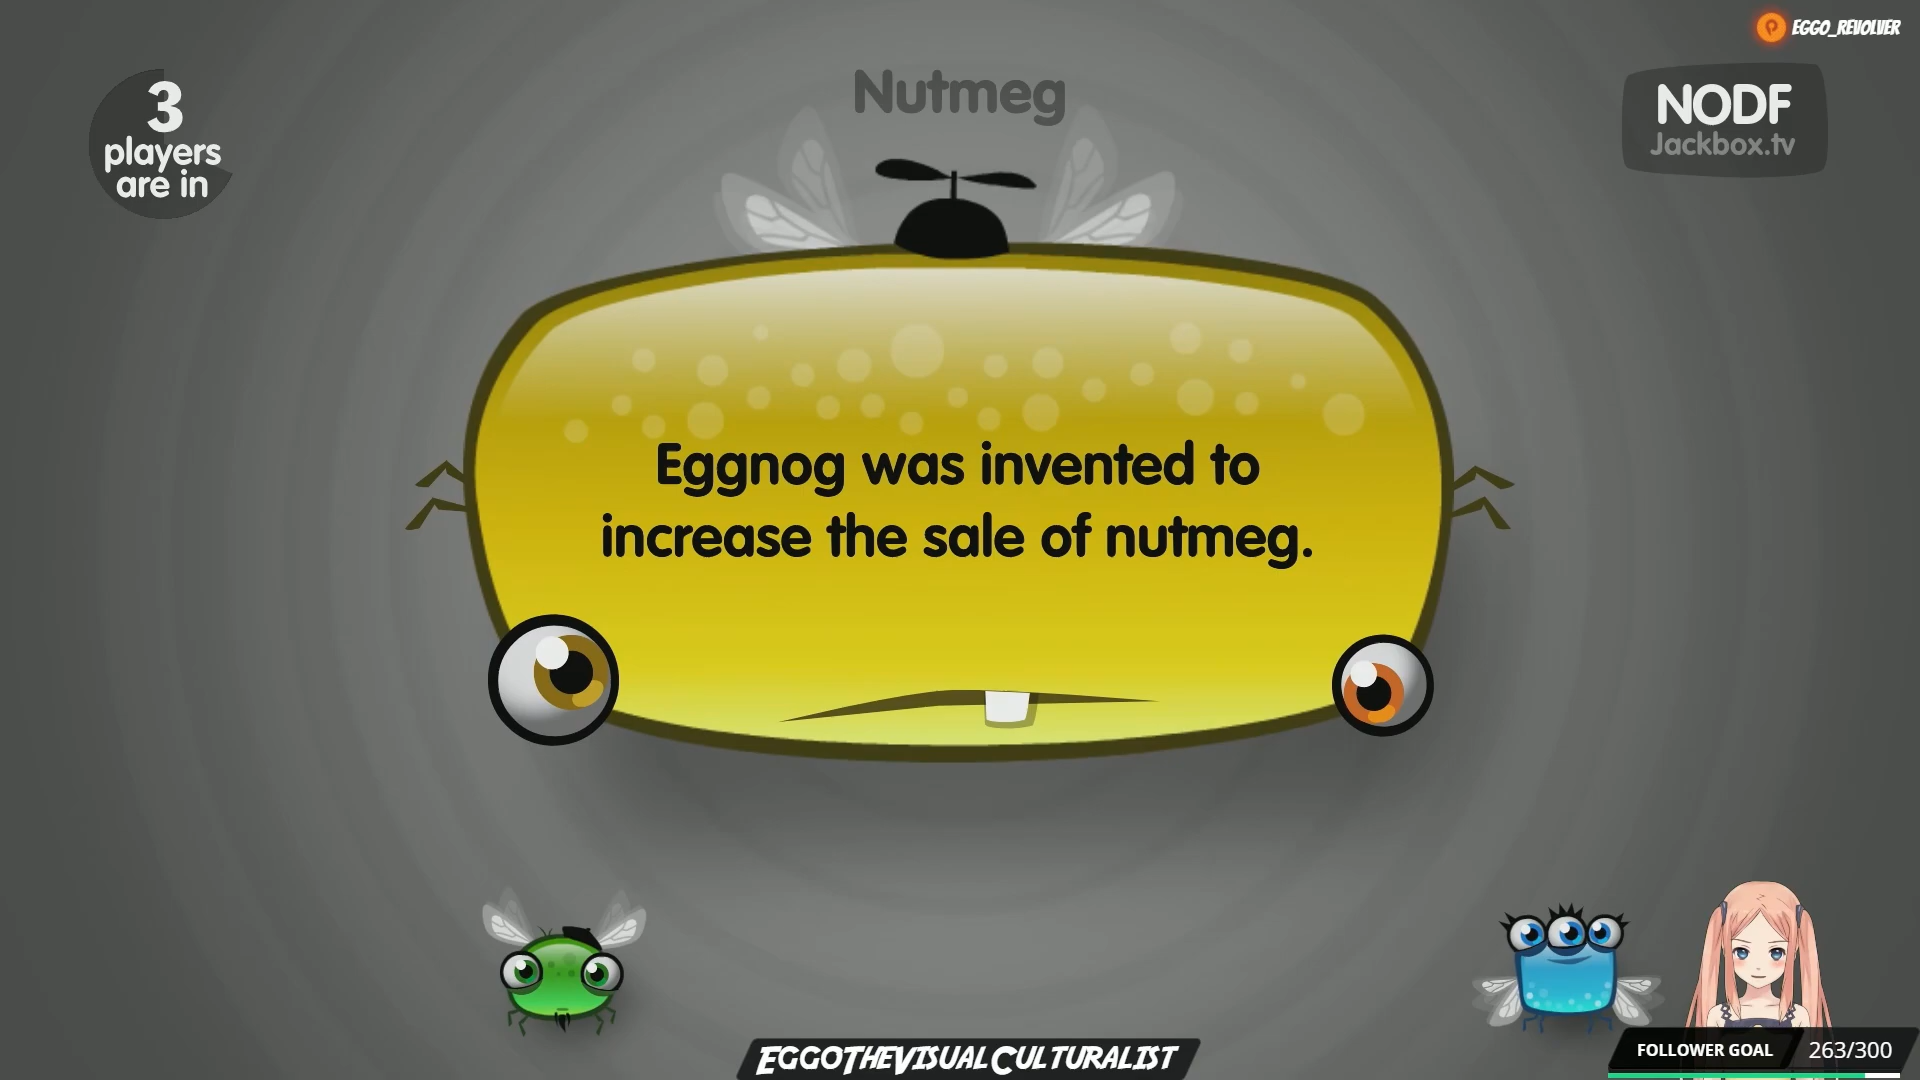 EGGO_REVOLVER
3
players
are in
Nutmeg
NODF
Jackbox.tv
Eggnog was invented to
increase the sale of nutmeg.
EGGOTHEVISUALCULTURALIST
FOLLOWER GOAL 263/300